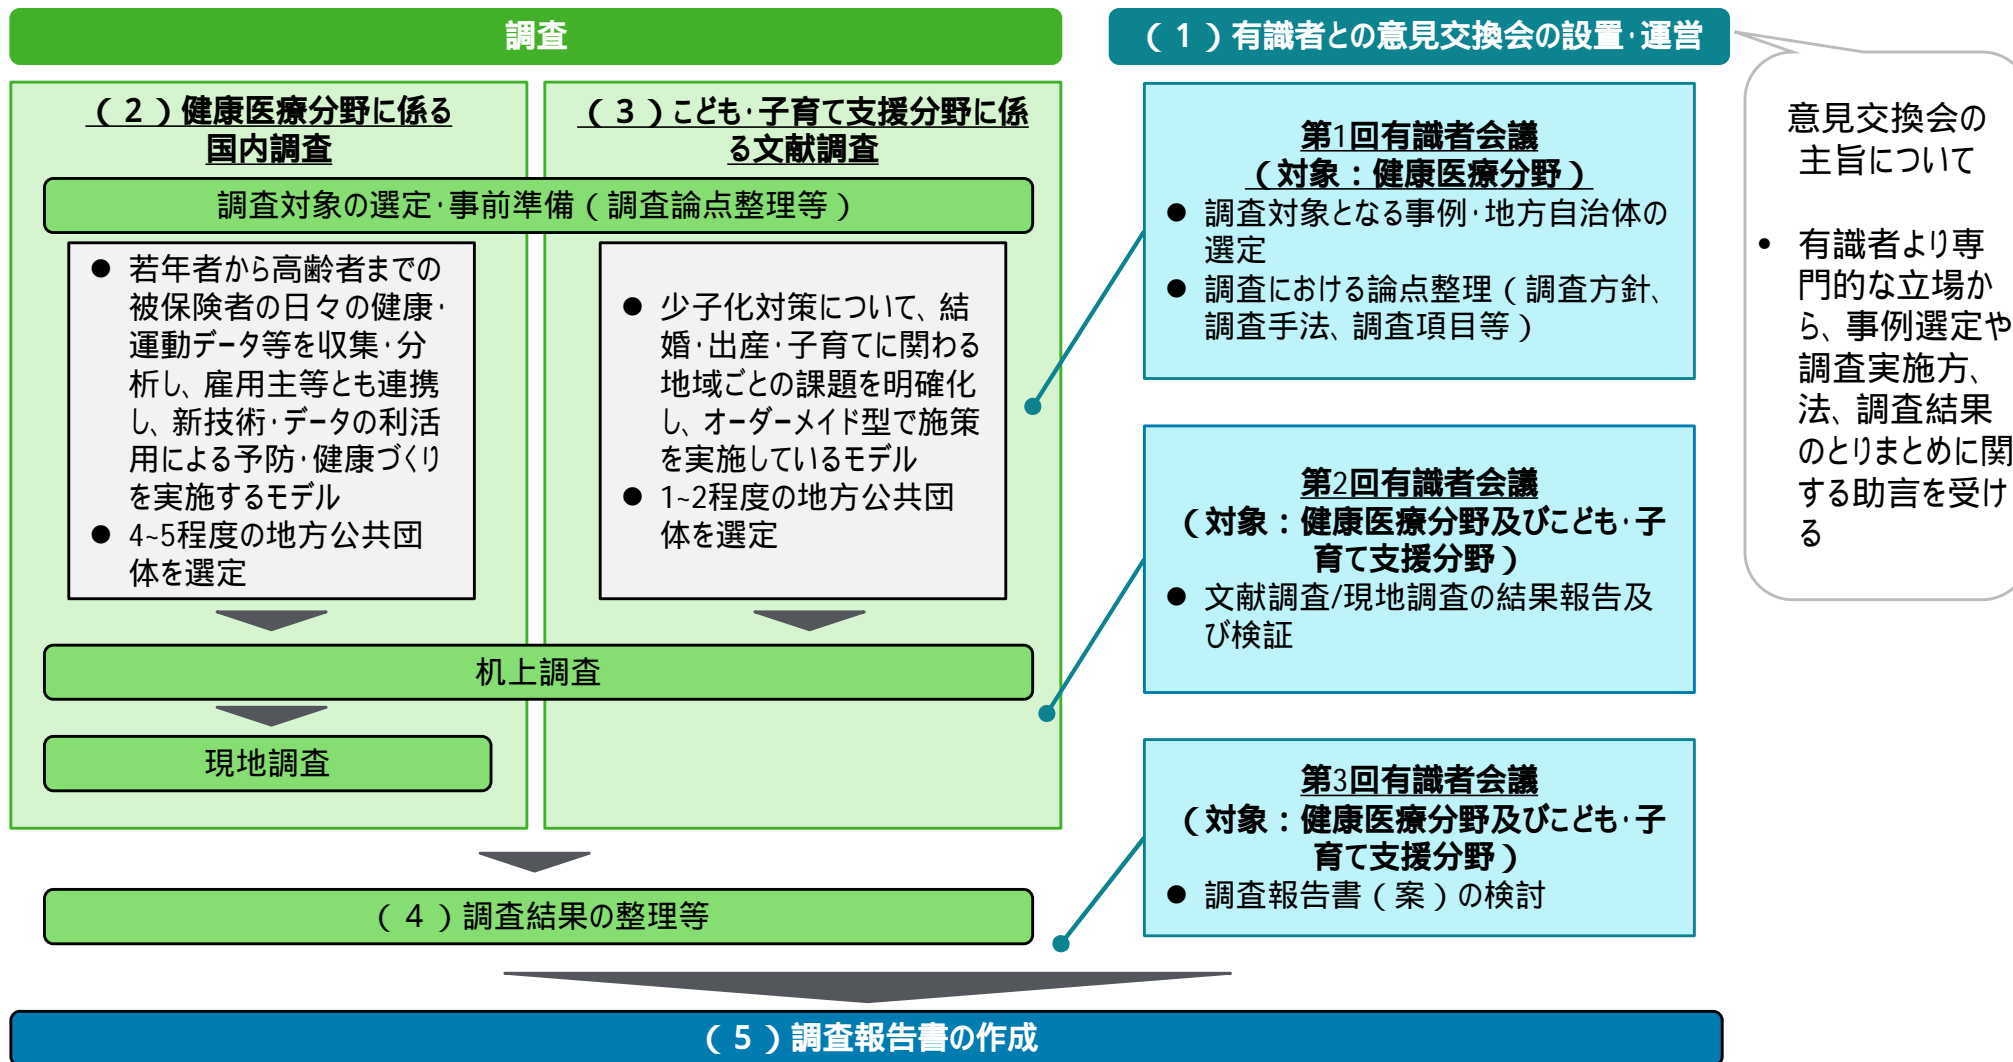 調査
(2)健康医療分野に係る
国内調査
(3)こども･子育て支援分野に係
る文献調査
調査対象の選定･事前準備(調査論点整理等)
● 若年者から高齢者までの
被保険者の日々の健康･
運動データ等を収集･分
析し、雇用主等とも連携
し、新技術･データの利活
用による予防･健康づくり
を実施するモデル
● 4~5程度の地方公共団
体を選定
● 少子化対策について、結
婚･出産･子育てに関わる
地域ごとの課題を明確化
し、オーダーメイド型で施策
を実施しているモデル
● 1~2程度の地方公共団
体を選定
机上調査
現地調査
(4)調査結果の整理等
(1)有識者との意見交換会の設置･運営
第1回有識者会議
(対象:健康医療分野)
● 調査対象となる事例･地方自治体の
選定
● 調査における論点整理(調査方針、
調査手法、調査項目等)
第2回有識者会議
(対象:健康医療分野及びこども･子
育て支援分野)
● 文献調査/現地調査の結果報告及
び検証
第3回有識者会議
(対象:健康医療分野及びこども･子
育て支援分野)
● 調査報告書(案)の検討
意見交換会の
主旨について
• 有識者より専
門的な立場か
ら、事例選定や
調査実施方、
法、調査結果
のとりまとめに関
する助言を受け
る
(5)調査報告書の作成